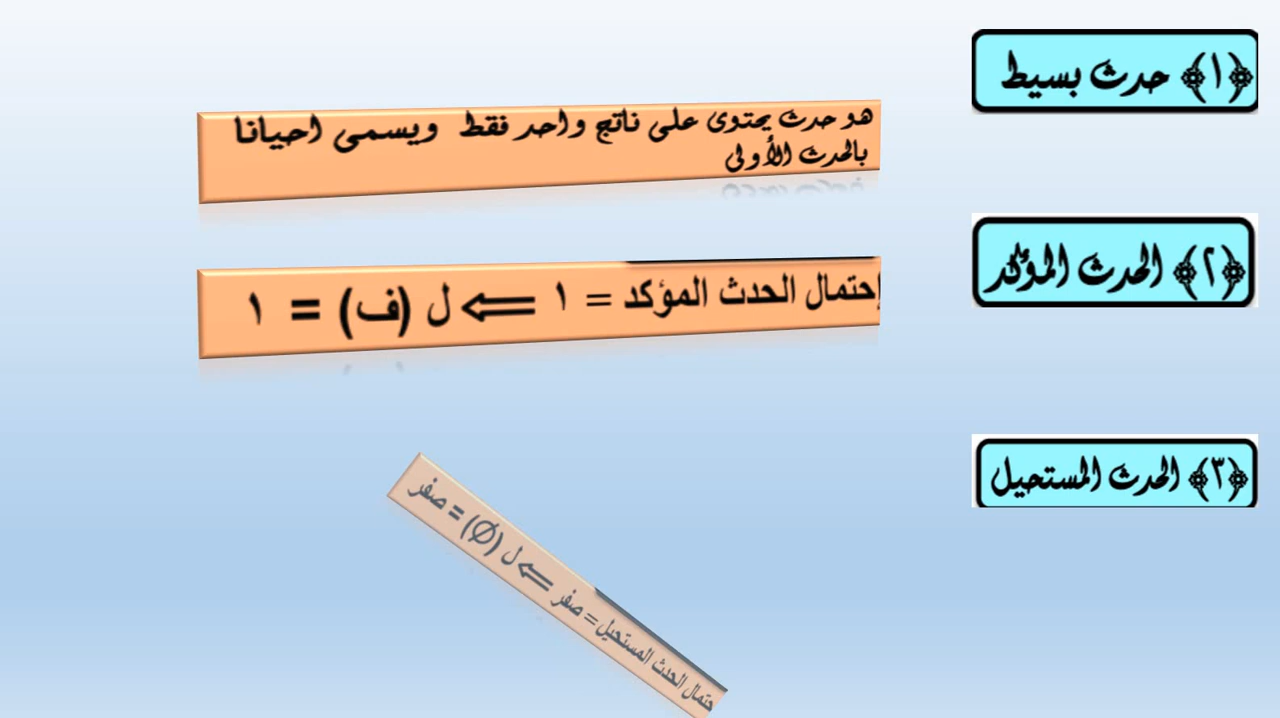 ﴿١﴾ حدث بسيط
هو حدث يحتوى على ناتج واحد فقط ويسمى احيانا
بالحدث الأولى
﴿٢﴾ الحدث المؤكد
إحتمال الحدث المؤكد = ١ ⇐ ل (ف) = ١
﴿٣﴾ الحدث المستحيل
حتمال الحدث المستحيل = صفر ⇐ ل (Ø) = صفر